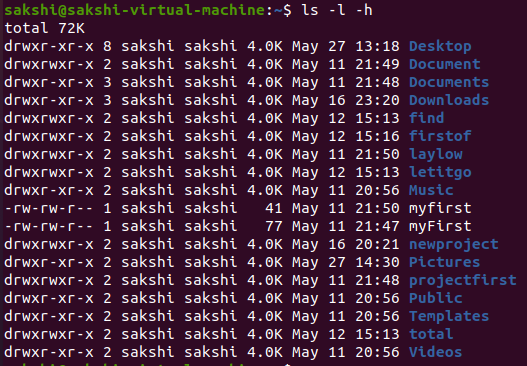 sakshi@sakshi-virtual-machine:~$ ls -l -h
total 72K
drwxr-xr-x 8 sakshi sakshi 4.0K May 27 13:18 Desktop
drwxrwxr-x 2 sakshi sakshi 4.0K May 11 21:49 Document
drwxr-xr-x 3 sakshi sakshi 4.0K May 11 21:48 Documents
drwxr-xr-x 3 sakshi sakshi 4.0K May 16 23:20 Downloads
drwxrwxr-x 2 sakshi sakshi 4.0K May 12 15:13 find
drwxrwxr-x 2 sakshi sakshi 4.0K May 12 15:16 firstof
drwxrwxr-x 2 sakshi sakshi 4.0K May 11 21:50 laylow
drwxrwxr-x 2 sakshi sakshi 4.0K May 12 15:13 letitgo
drwxr-xr-x 2 sakshi sakshi 4.0K May 11 20:56 Music
-rw-rw-r-- 1 sakshi sakshi   41 May 11 21:50 myfirst
-rw-rw-r-- 1 sakshi sakshi   77 May 11 21:47 myFirst
drwxrwxr-x 2 sakshi sakshi 4.0K May 16 20:21 newproject
drwxr-xr-x 2 sakshi sakshi 4.0K May 27 14:30 Pictures
drwxrwxr-x 2 sakshi sakshi 4.0K May 11 21:48 projectfirst
drwxr-xr-x 2 sakshi sakshi 4.0K May 11 20:56 Public
drwxr-xr-x 2 sakshi sakshi 4.0K May 11 20:56 Templates
drwxrwxr-x 2 sakshi sakshi 4.0K May 12 15:13 total
drwxr-xr-x 2 sakshi sakshi 4.0K May 11 20:56 Videos